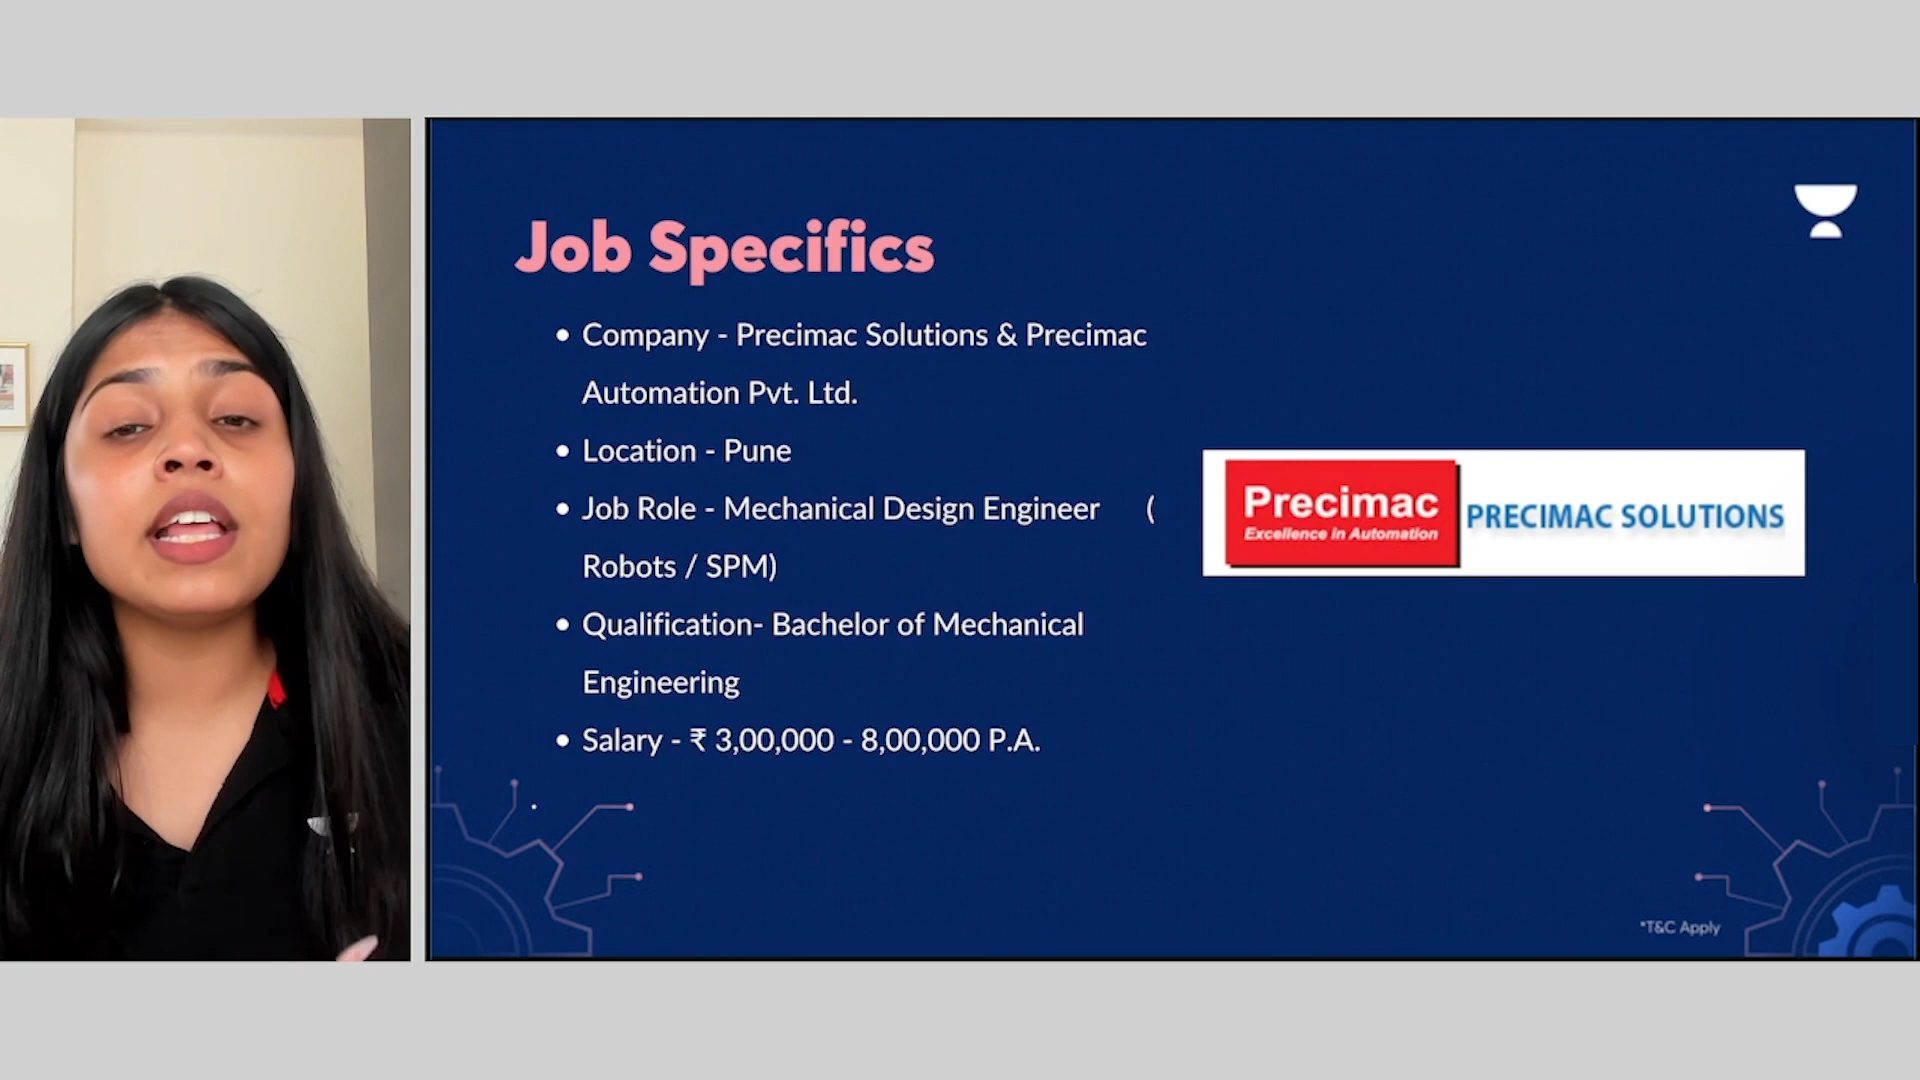 Job Specifics
Company - Precimac Solutions & Precimac
Automation Pvt. Ltd.
Location - Pune
Job Role - Mechanical Design Engineer (
Robots / SPM)
Qualification- Bachelor of Mechanical
Engineering
Salary - ₹ 3,00,000 - 8,00,000 P.A.
Precimac
Excellence in Automation
PRECIMAC SOLUTIONS
*T&C Apply